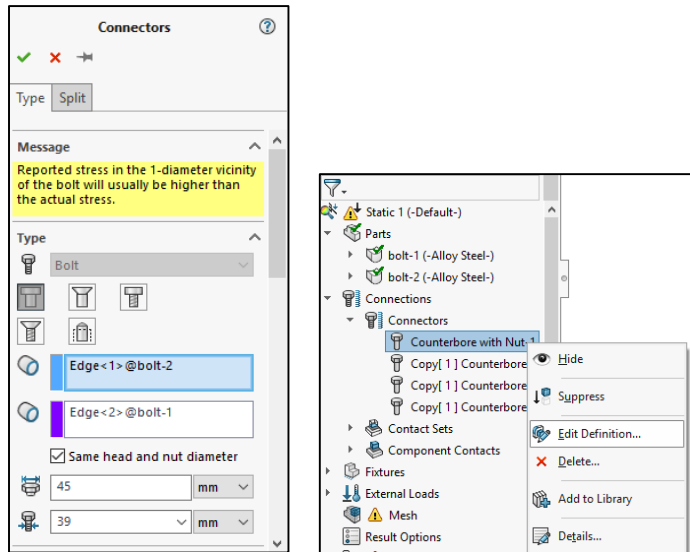 Connectors
Type
Split
Message
Reported stress in the 1-diameter vicinity
of the bolt will usually be higher than
the actual stress.
Type
Bolt
Edge<1>@bolt-2
Edge<2>@bolt-1
Same head and nut diameter
45
mm
39
mm
Static 1 (-Default-)
Parts
bolt-1 (-Alloy Steel-)
bolt-2 (-Alloy Steel-)
Connections
Connectors
Counterbore with Nut-1
Copy[ 1 ] Counterbore
Copy[ 1 ] Counterbore
Copy[ 1 ] Counterbore
Contact Sets
Component Contacts
Fixtures
External Loads
Mesh
Result Options
Hide
Suppress
Edit Definition...
Delete...
Add to Library
Details...